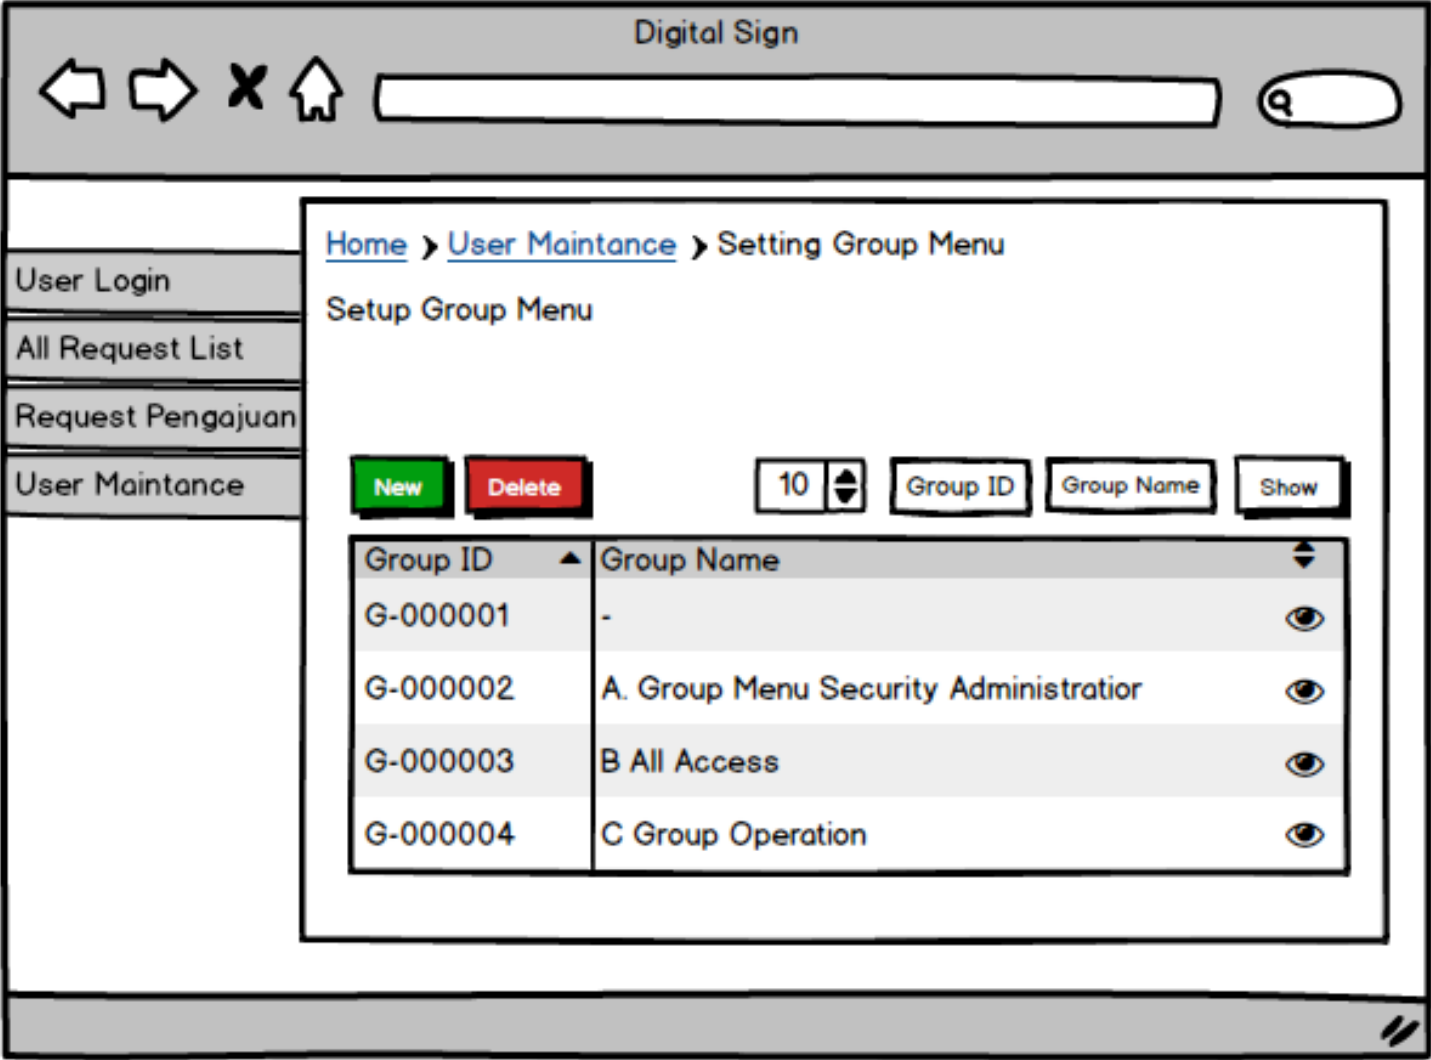 Digital Sign
Home > User Maintance > Setting Group Menu
User Login
All Request List
Request Pengajuan
User Maintance
Setup Group Menu
New Delete 10 Group ID Group Name Show
Group ID Group Name
G-000001 -
G-000002 A. Group Menu Security Administratior
G-000003 B All Access
G-000004 C Group Operation